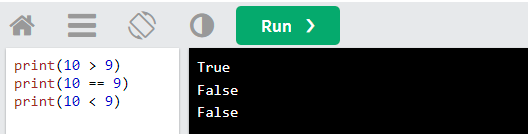 Run ❯
print(10 > 9)
print(10 == 9)
print(10 < 9)
True
False
False